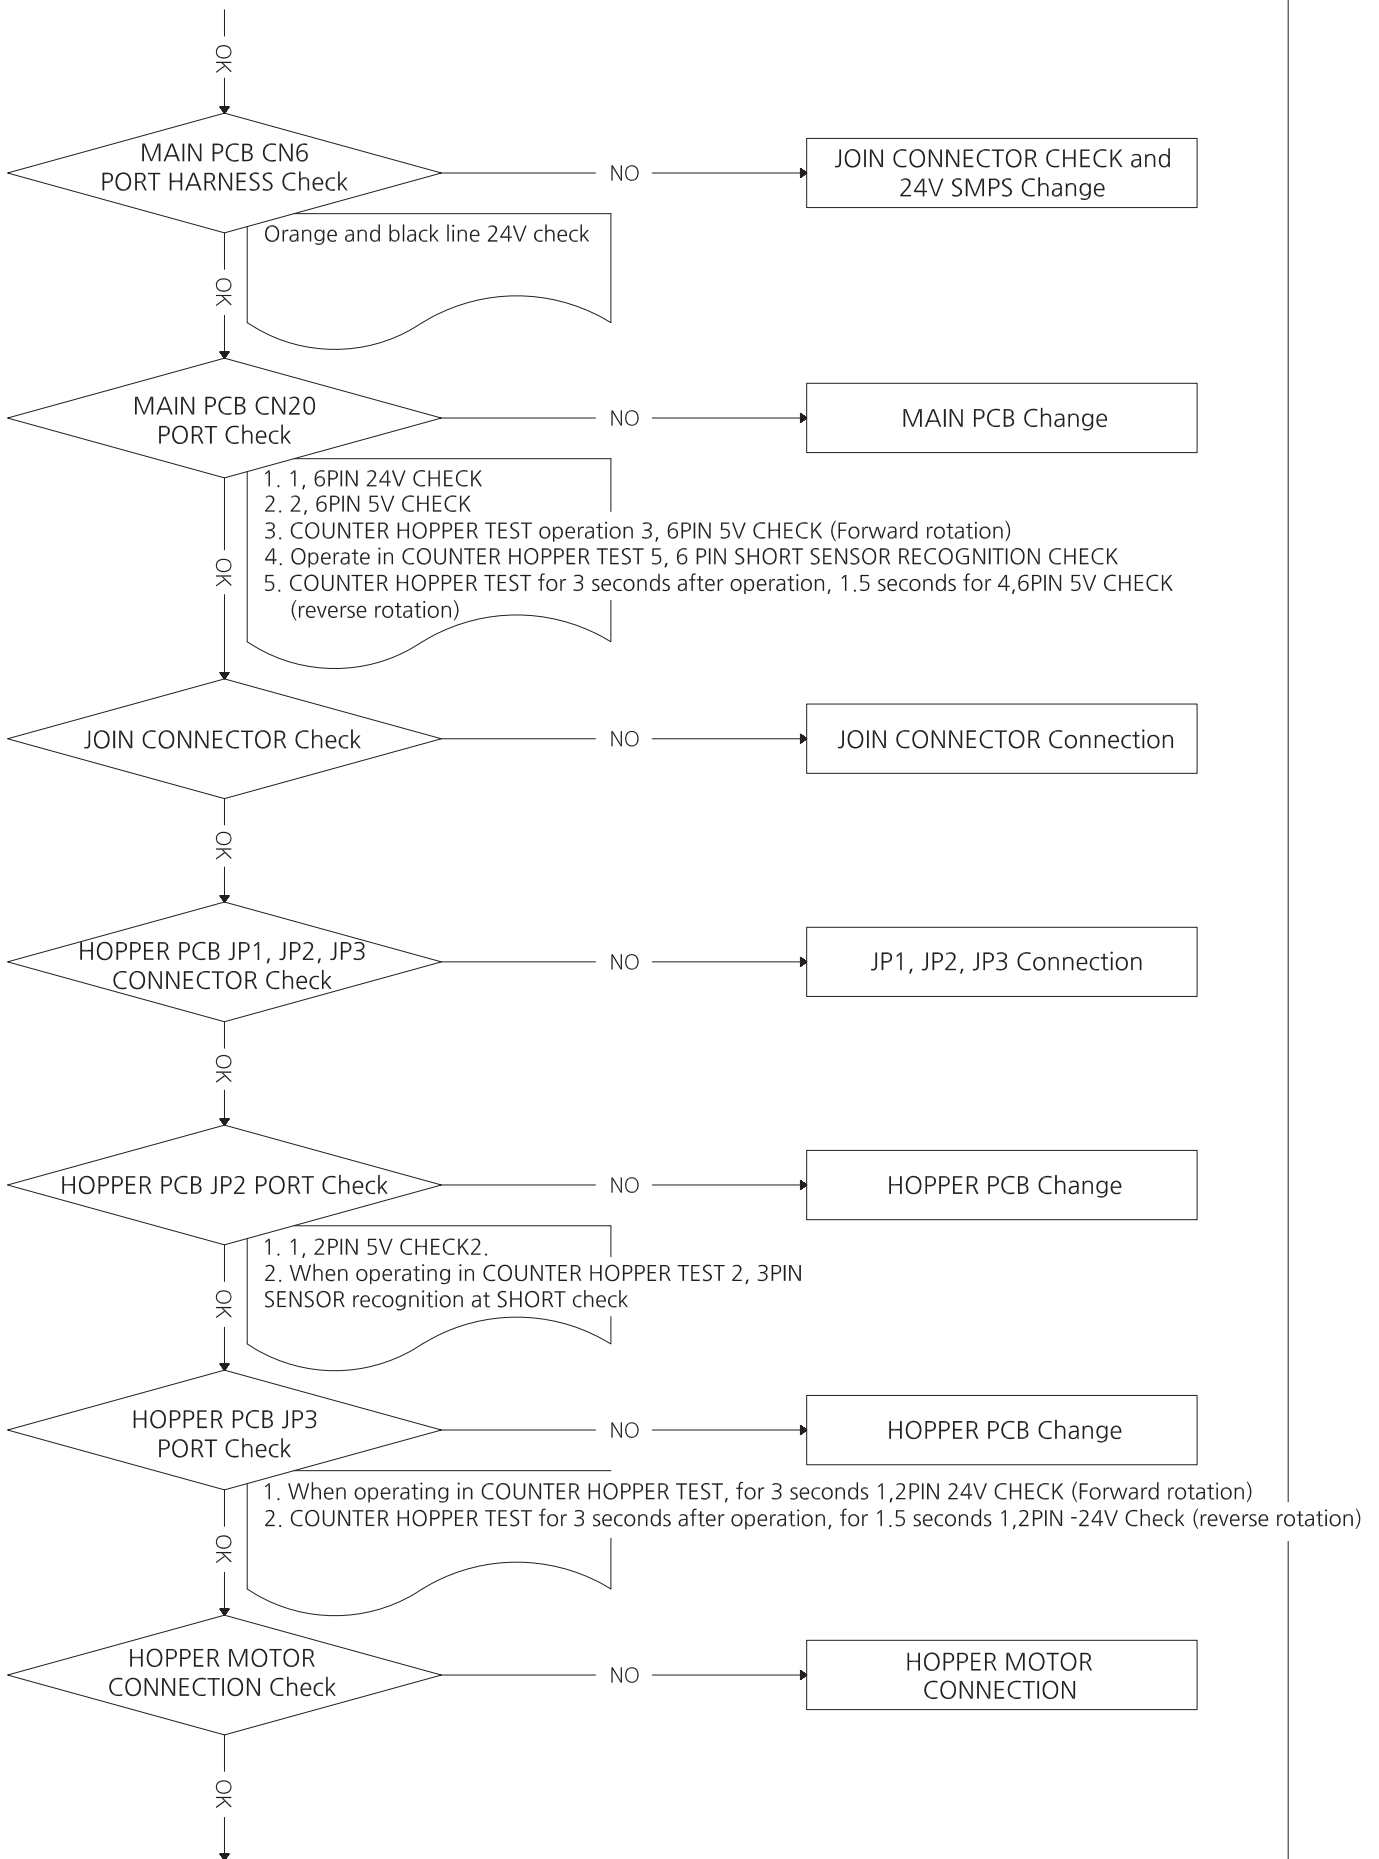 OK
MAIN PCB CN6
PORT HARNESS Check
NO
JOIN CONNECTOR CHECK and
24V SMPS Change
Orange and black line 24V check
OK
MAIN PCB CN20
PORT Check
NO
MAIN PCB Change
1. 1, 6PIN 24V CHECK
2. 2, 6PIN 5V CHECK
3. COUNTER HOPPER TEST operation 3, 6PIN 5V CHECK (Forward rotation)
4. Operate in COUNTER HOPPER TEST 5, 6 PIN SHORT SENSOR RECOGNITION CHECK
5. COUNTER HOPPER TEST for 3 seconds after operation, 1.5 seconds for 4,6PIN 5V CHECK
(reverse rotation)
OK
JOIN CONNECTOR Check
NO
JOIN CONNECTOR Connection
OK
HOPPER PCB JP1, JP2, JP3
CONNECTOR Check
NO
JP1, JP2, JP3 Connection
OK
HOPPER PCB JP2 PORT Check
NO
HOPPER PCB Change
1. 1, 2PIN 5V CHECK2.
2. When operating in COUNTER HOPPER TEST 2, 3PIN
SENSOR recognition at SHORT check
OK
HOPPER PCB JP3
PORT Check
NO
HOPPER PCB Change
1. When operating in COUNTER HOPPER TEST, for 3 seconds 1,2PIN 24V CHECK (Forward rotation)
2. COUNTER HOPPER TEST for 3 seconds after operation, for 1.5 seconds 1,2PIN -24V Check (reverse rotation)
OK
HOPPER MOTOR
CONNECTION Check
NO
HOPPER MOTOR
CONNECTION
OK